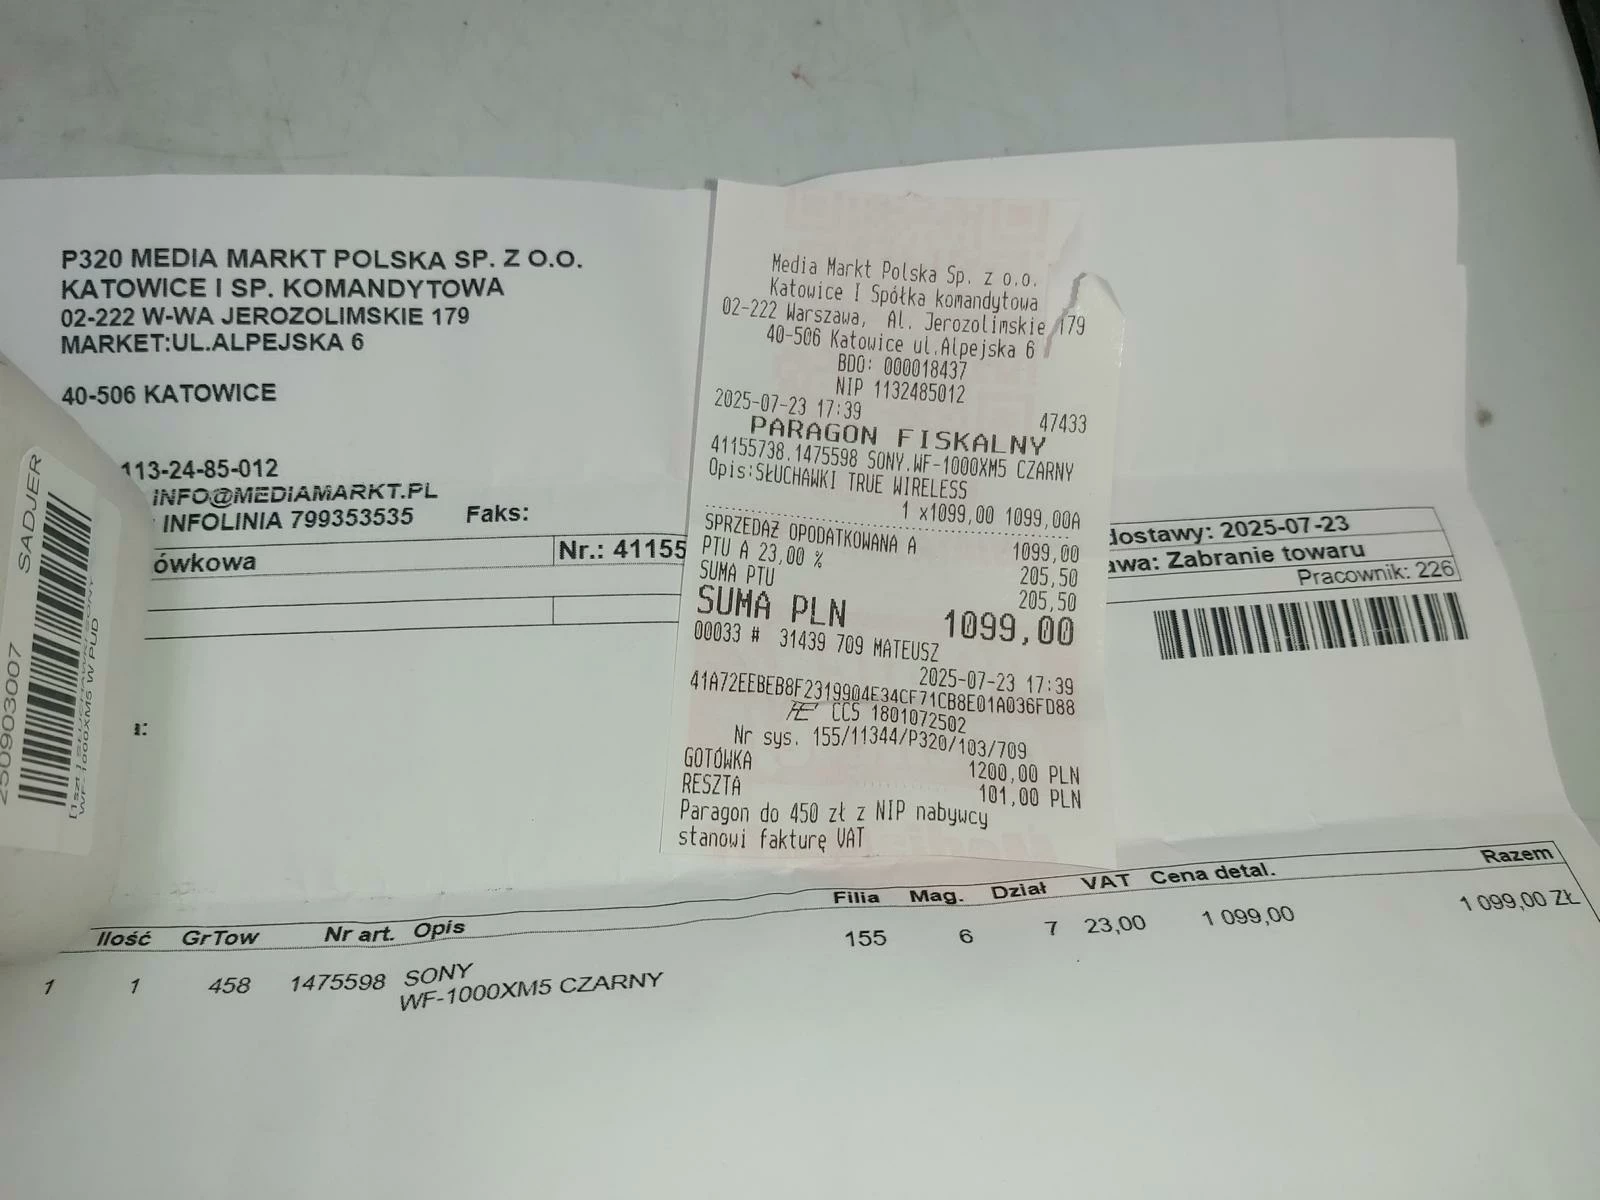 P320 MEDIA MARKT POLSKA SP. Z O.O.
KATOWICE I SP. KOMANDYTOWA
02-222 W-WA JEROZOLIMSKIE 179
MARKET:UL.ALPEJSKA 6
40-506 KATOWICE
113-24-85-012
INFO@MEDIAMARKT.PL
INFOLINIA 799353535 Faks:
ówkowa Nr.: 41155
dostawy: 2025-07-23
awa: Zabranie towaru
Pracownik: 226
SADJER
250903007
WF-1000XM5 W PUD
Media Markt Polska Sp. z o.o.
Katowice I Spółka komandytowa
02-222 Warszawa, Al. Jerozolimskie 179
40-506 Katowice ul.Alpejska 6
BDO: 000018437
NIP 1132485012
2025-07-23 17:39 47433
PARAGON FISKALNY
41155738.1475598 SONY.WF-1000XM5 CZARNY
Opis:SŁUCHAWKI TRUE WIRELESS
1 x1099,00 1099,00A
SPRZEDAŻ OPODATKOWANA A 1099,00
PTU A 23,00 % 205,50
SUMA PTU 205,50
SUMA PLN 1099,00
00033 # 31439 709 MATEUSZ
2025-07-23 17:39
41A72EEBEB8F2319904E34CF71CB8E01A036FD88
CCS 1801072502
Nr sys. 155/11344/P320/103/709
GOTÓWKA 1200,00 PLN
RESZTA 101,00 PLN
Paragon do 450 zł z NIP nabywcy
stanowi fakturę VAT
Ilość GrTow Nr art. Opis Filia Mag. Dział VAT Cena detal. Razem
1 1 458 1475598 SONY 155 6 7 23,00 1 099,00 1 099,00 ZŁ
WF-1000XM5 CZARNY